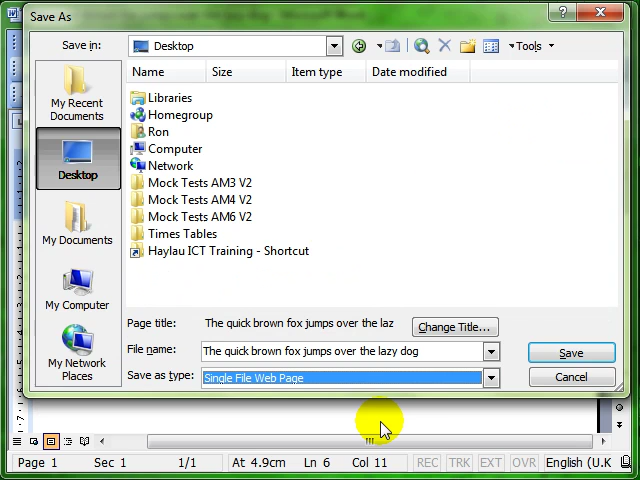 Save As
Save in:
Desktop
Tools
Name
Size
Item type
Date modified
My Recent
Documents
Desktop
My Documents
My Computer
My Network
Places
Libraries
Homegroup
Ron
Computer
Network
Mock Tests AM3 V2
Mock Tests AM4 V2
Mock Tests AM6 V2
Times Tables
Haylau ICT Training - Shortcut
Page title:
The quick brown fox jumps over the laz
Change Title...
File name:
The quick brown fox jumps over the lazy dog
Save
Save as type:
Single File Web Page
Cancel
Page 1
Sec 1
1/1
At 4.9cm
Ln 6
Col 11
REC
TRK
EXT
OVR
English (U.K